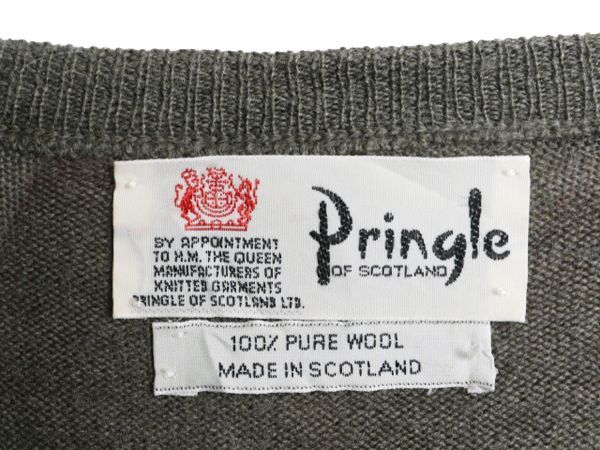 BY APPOINTMENT
TO H.M. THE QUEEN
MANUFACTURERS OF
KNITTED GARMENTS
PRINGLE OF SCOTLAND LTD.
Pringle
OF SCOTLAND
100% PURE WOOL
MADE IN SCOTLAND